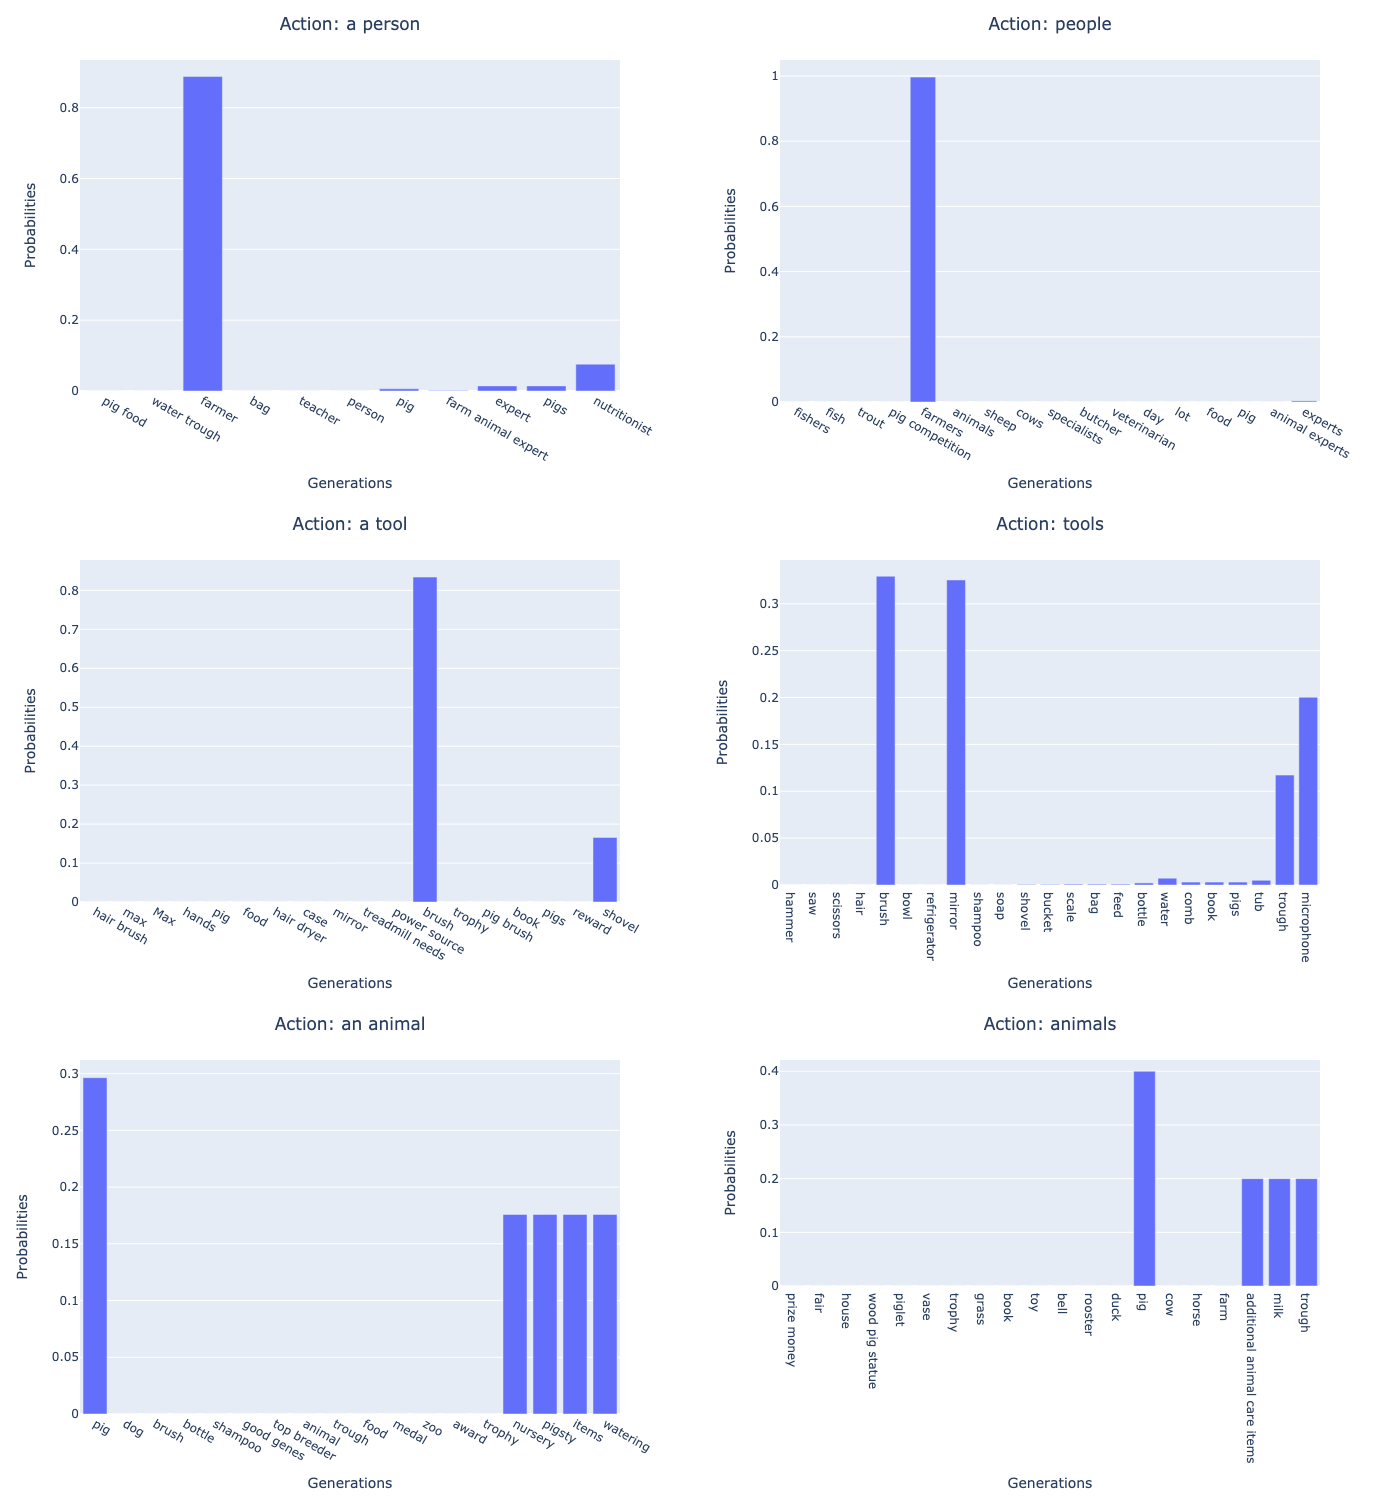 Action: a person
Probabilities
0.8
0.6
0.4
0.2
0
pig food
water trough
farmer
bag
teacher
person
pig
farm animal expert
expert
pigs
nutritionist
Generations
Action: people
Probabilities
1
0.8
0.6
0.4
0.2
0
fishers
fish
trout
pig competition
farmers
animals
sheep
cows
specialists
butcher
veterinarian
day
lot
food
pig
animal experts
experts
Generations
Action: a tool
Probabilities
0.8
0.7
0.6
0.5
0.4
0.3
0.2
0.1
0
hair brush
max
Max
hands
pig
food
hair dryer
case
mirror
treadmill needs
power source
brush
trophy
pig brush
book
pigs
reward
shovel
Generations
Action: tools
Probabilities
0.3
0.25
0.2
0.15
0.1
0.05
0
hammer
saw
scissors
hair
brush
bowl
refrigerator
mirror
shampoo
soap
shovel
bucket
scale
bag
feed
bottle
water
comb
book
pigs
tub
trough
microphone
Generations
Action: an animal
Probabilities
0.3
0.25
0.2
0.15
0.1
0.05
0
pig
dog
brush
bottle
shampoo
good genes
top breeder
animal
trough
food
medal
zoo
award
trophy
nursery
pigsty
items
watering
Generations
Action: animals
Probabilities
0.4
0.3
0.2
0.1
0
prize money
fair
house
wood pig statue
piglet
vase
trophy
grass
book
toy
bell
rooster
duck
pig
cow
horse
farm
additional animal care items
milk
trough
Generations